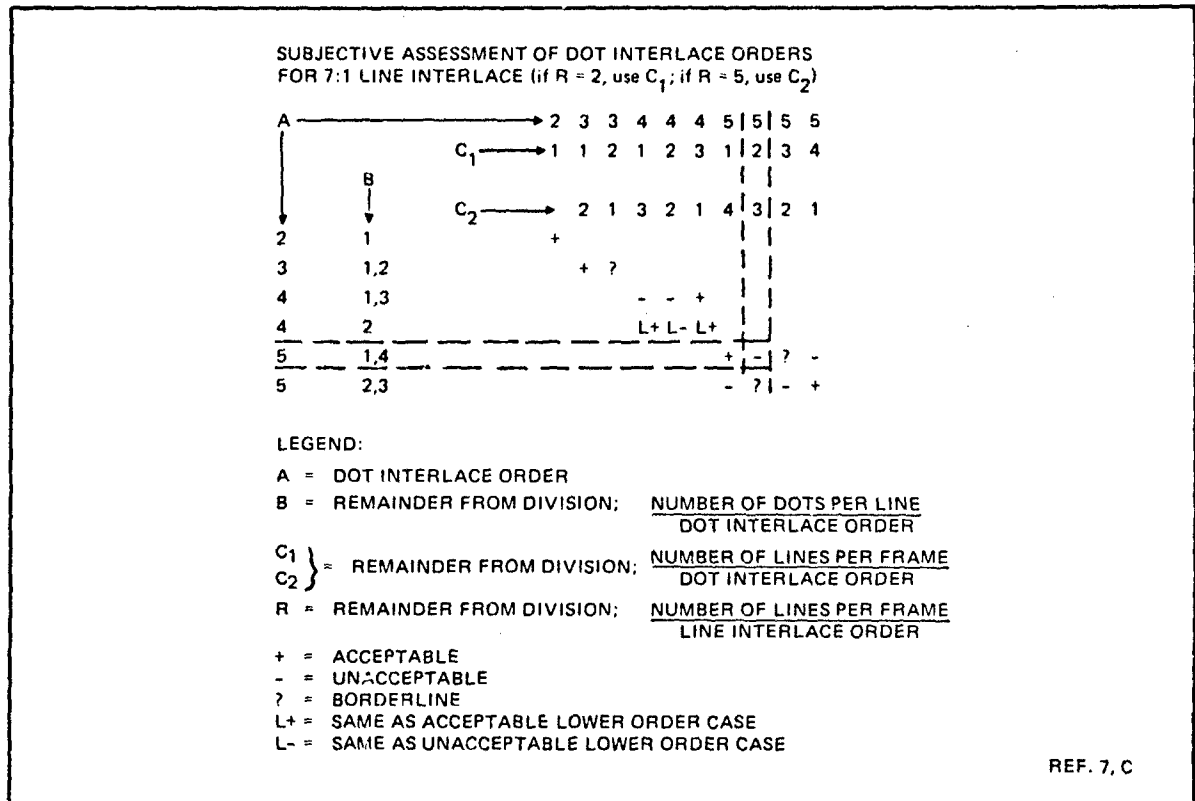 SUBJECTIVE ASSESSMENT OF DOT INTERLACE ORDERS
FOR 7:1 LINE INTERLACE (if R = 2, use C1; if R = 5, use C2)
A 2 3 3 4 4 4 5 5 5 5
C1 1 1 2 1 2 3 1 2 3 4
B
C2 2 1 3 2 1 4 3 2 1
2 1 +
3 1,2 + ?
4 1,3 - - +
4 2 L+ L- L+
5 1,4 + - ? -
5 2,3 - ? - +
LEGEND:
A = DOT INTERLACE ORDER
B = REMAINDER FROM DIVISION; NUMBER OF DOTS PER LINE
DOT INTERLACE ORDER
C1
C2 } = REMAINDER FROM DIVISION; NUMBER OF LINES PER FRAME
DOT INTERLACE ORDER
R = REMAINDER FROM DIVISION; NUMBER OF LINES PER FRAME
LINE INTERLACE ORDER
+ = ACCEPTABLE
- = UNACCEPTABLE
? = BORDERLINE
L+ = SAME AS ACCEPTABLE LOWER ORDER CASE
L- = SAME AS UNACCEPTABLE LOWER ORDER CASE
REF. 7, C